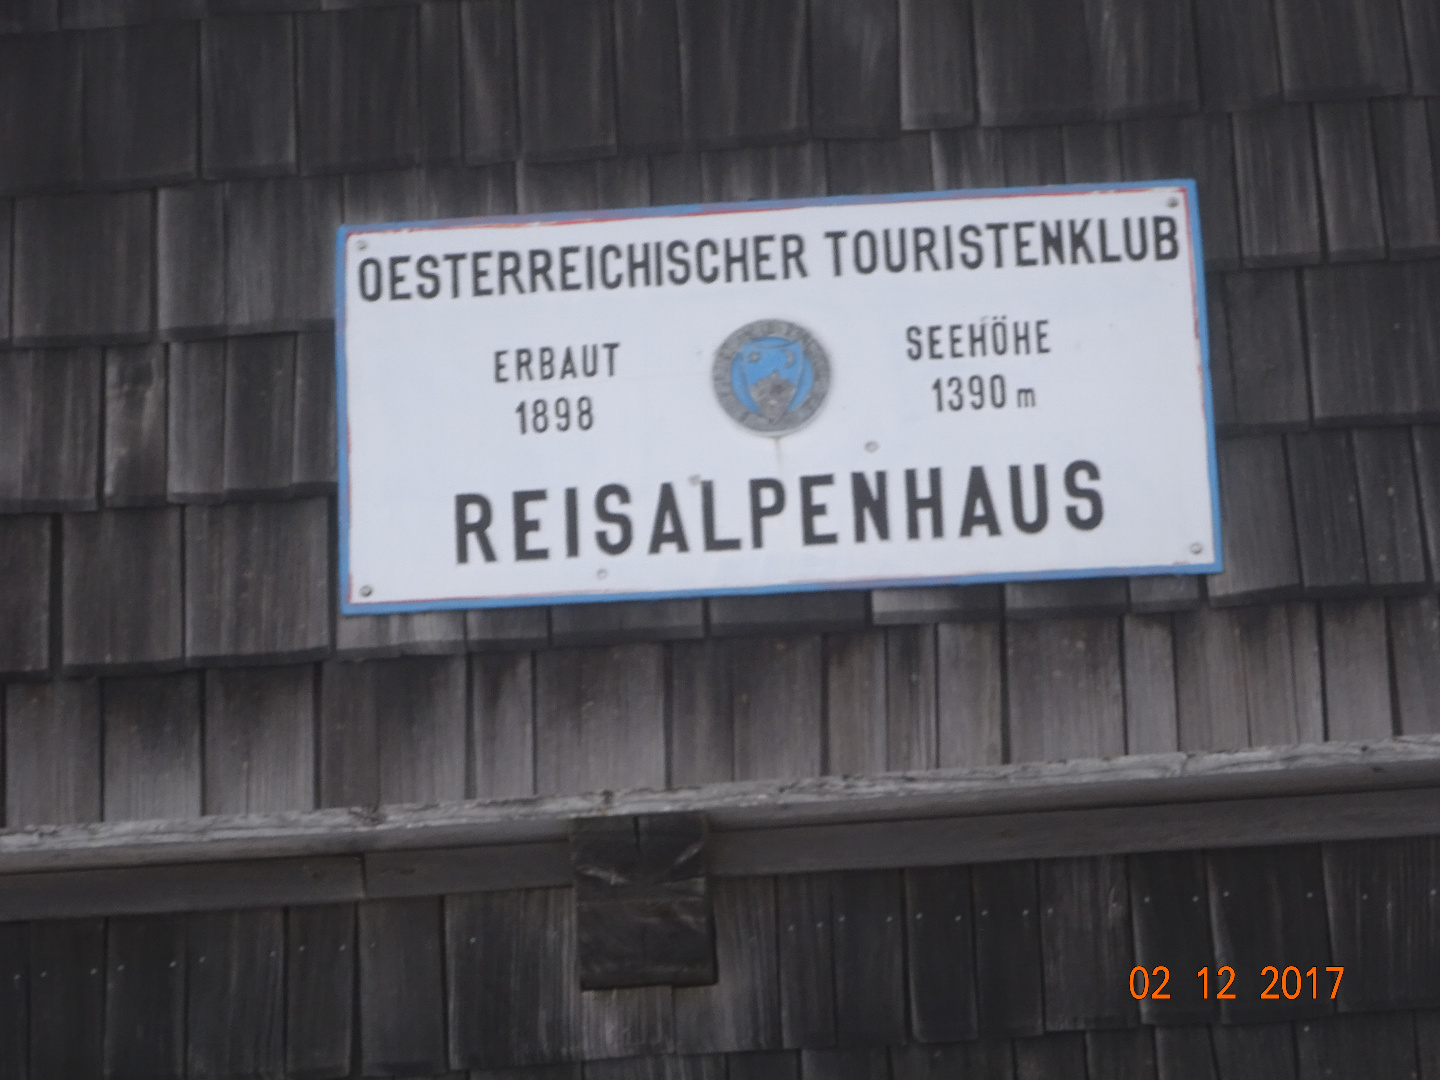 OESTERREICHISCHER TOURISTENKLUB
ERBAUT
1898
SEEHÖHE
1390 m
REISALPENHAUS
02 12 2017